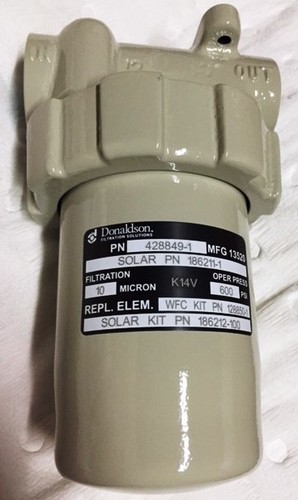 IN
OUT
Donaldson.
FILTRATION SOLUTIONS
PN 428849-1 MFG 13520
SOLAR PN 186211-1
FILTRATION OPER PRESS
10 MICRON K14V 600 PSI
REPL. ELEM. WFC KIT PN
SOLAR KIT PN 186212-100